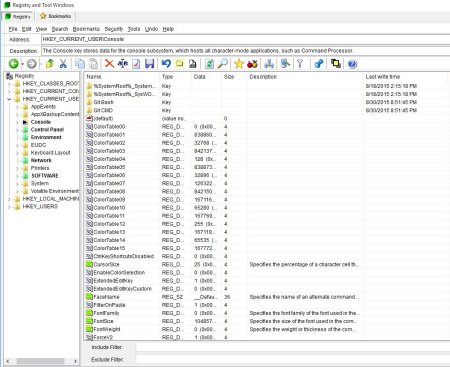 Registry and Tool Windows
Registry Bookmarks
File Edit View Search Bookmarks Security Tools Undo Help
Address: HKEY_CURRENT_USER\Console
Description: The Console key stores data for the console subsystem, which hosts all character-mode applications, such as Command Processor.
Registry
HKEY_CLASSES_ROO
HKEY_CURRENT_CON
HKEY_CURRENT_USE
AppEvents
AppXBackupContent
Console
Control Panel
Environment
EUDC
Keyboard Layout
Network
Printers
SOFTWARE
System
Volatile Environment
HKEY_LOCAL_MACHIN
HKEY_USERS
Name Type Data Size Description Last write time
%SystemRoot%_System... Key 8/18/2015 2:15:18 PM
%SystemRoot%_SysWO... Key 8/18/2015 2:15:18 PM
Git Bash Key 8/30/2015 8:51:45 PM
Git CMD Key 8/30/2015 8:51:45 PM
(default) (value no... 0
ColorTable00 REG_D... 0 (0x00... 4
ColorTable01 REG_D... 838860... 4
ColorTable02 REG_D... 32768 (... 4
ColorTable03 REG_D... 842137... 4
ColorTable04 REG_D... 128 (0x... 4
ColorTable05 REG_D... 838873... 4
ColorTable06 REG_D... 32896 (... 4
ColorTable07 REG_D... 126322... 4
ColorTable08 REG_D... 842150... 4
ColorTable09 REG_D... 167116... 4
ColorTable10 REG_D... 65280 (... 4
ColorTable11 REG_D... 167769... 4
ColorTable12 REG_D... 255 (0x... 4
ColorTable13 REG_D... 167119... 4
ColorTable14 REG_D... 65535 (... 4
ColorTable15 REG_D... 167772... 4
CtrlKeyShortcutsDisabled REG_D... 0 (0x00... 4
CursorSize REG_D... 25 (0x0... 4 Specifies the percentage of a character cell th...
EnableColorSelection REG_D... 0 (0x00... 4
ExtendedEditKey REG_D... 1 (0x00... 4
ExtendedEditKeyCustom REG_D... 0 (0x00... 4
FaceName REG_SZ __Defau... 36 Specifies the name of an alternate command ...
FilterOnPaste REG_D... 1 (0x00... 4
FontFamily REG_D... 0 (0x00... 4 Specifies the font family of the font used in the...
FontSize REG_D... 104857... 4 Specifies the size of the font used in the com...
FontWeight REG_D... 0 (0x00... 4 Specifies the weight or thickness of the com...
ForceV2 REG_D... 1 (0x00... 4
Include Filter:
Exclude Filter: